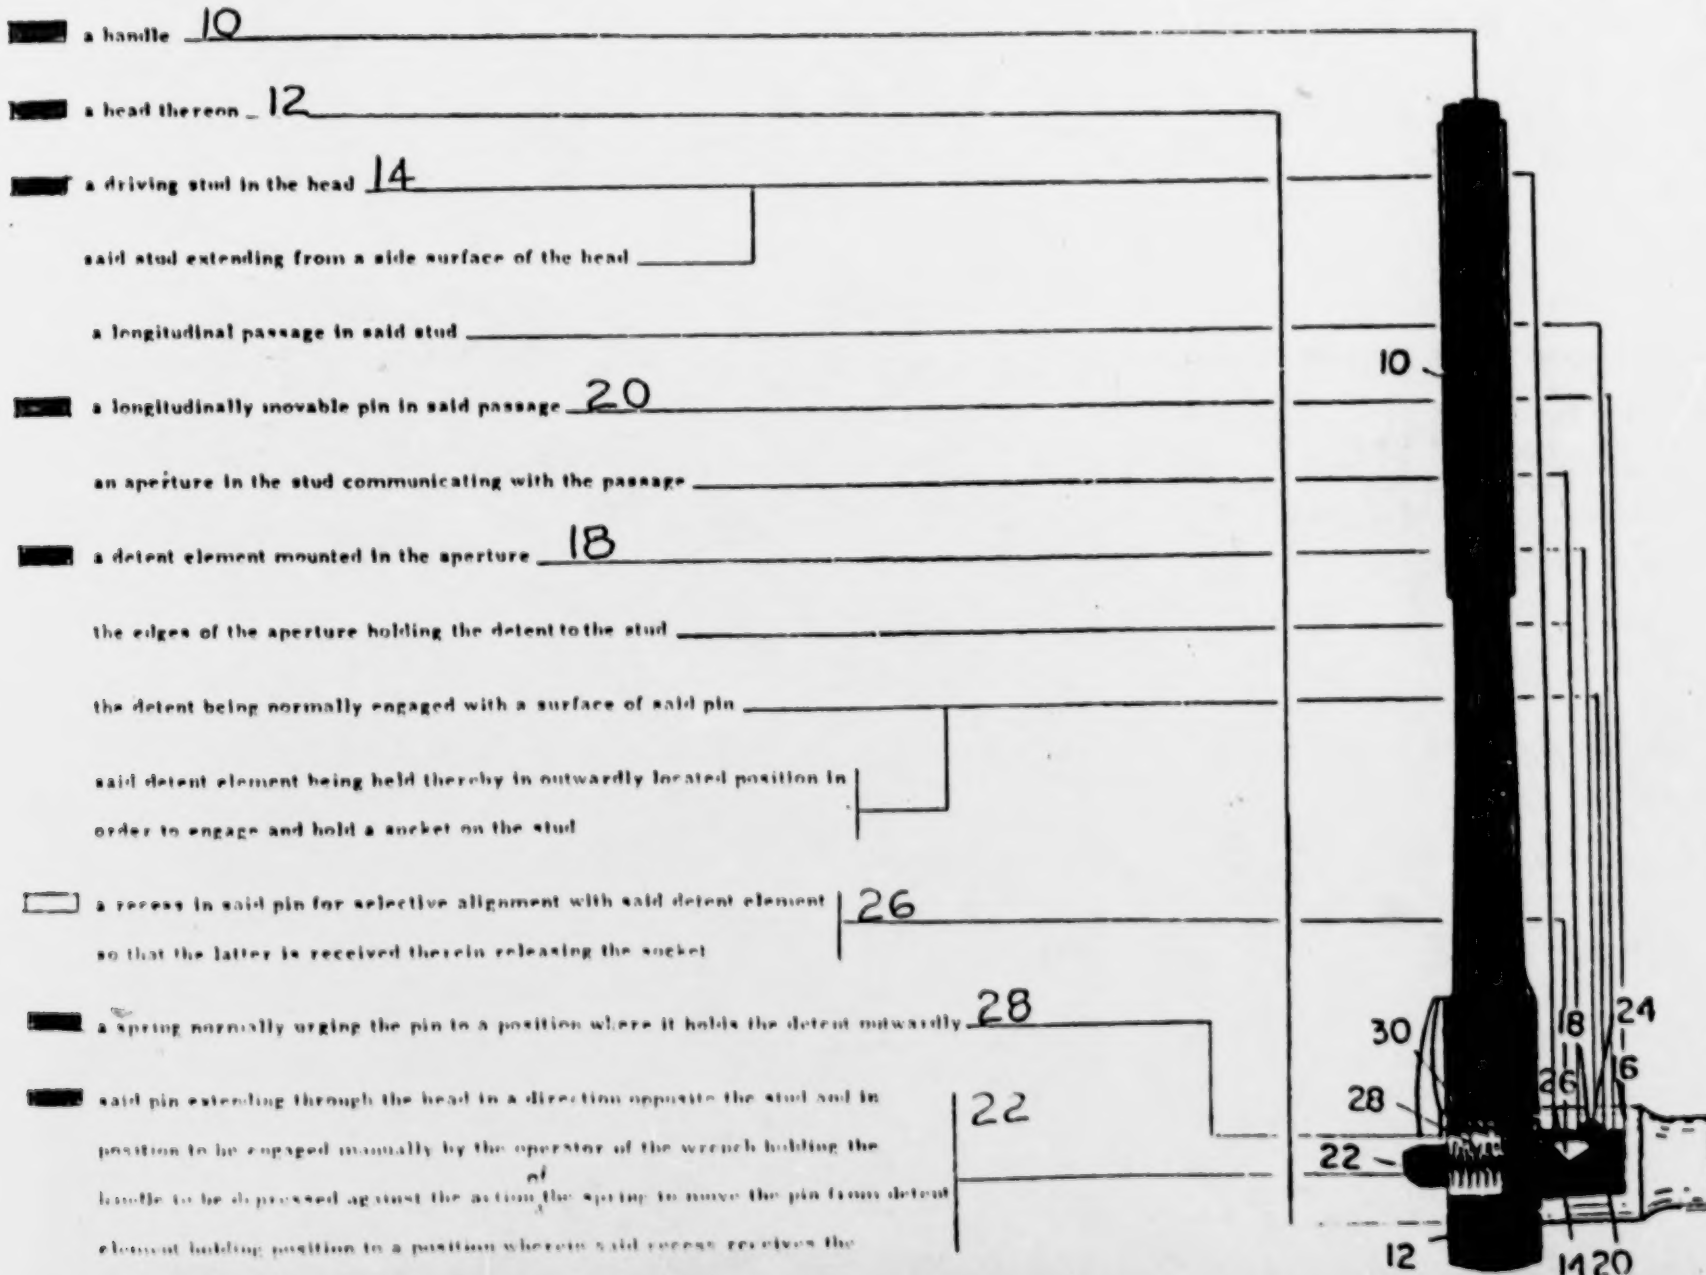 a handle 10
a head thereon 12
a driving stud in the head 14
said stud extending from a side surface of the head
a longitudinal passage in said stud
10
a longitudinally movable pin in said passage 20
an aperture in the stud communicating with the passage
a detent element mounted in the aperture 18
the edges of the aperture holding the detent to the stud
the detent being normally engaged with a surface of said pin
said detent element being held thereby in outwardly located position in
order to engage and hold a socket on the stud
a recess in said pin for selective alignment with said detent element 26
so that the latter is received therein releasing the socket
a spring normally urging the pin to a position where it holds the detent outwardly 28
30 18 24
26 16
28
said pin extending through the head in a direction opposite the stud and in 22
position to be engaged manually by the operator of the wrench holding the
22
handle to be depressed against the action of the spring to move the pin from detent
element holding position to a position wherein said recess receives the
12 14 20